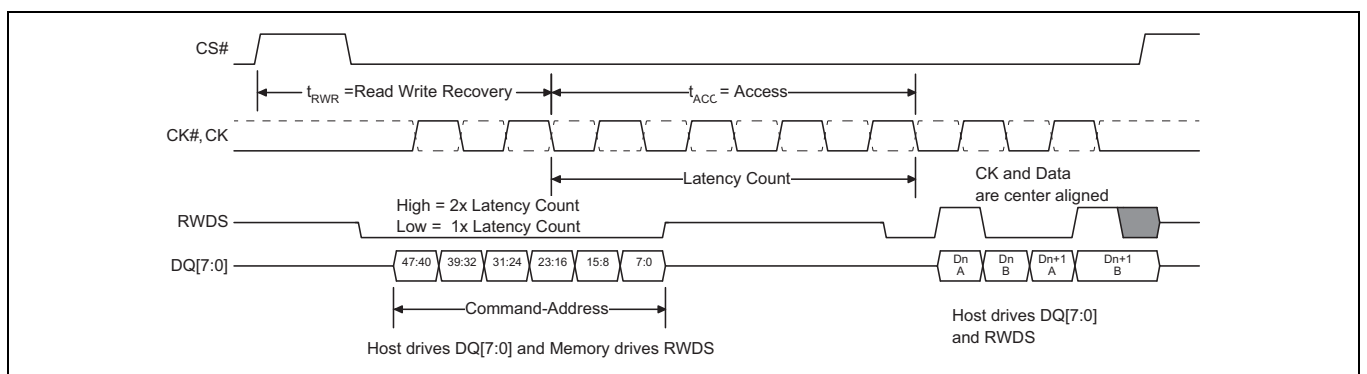 CS#
t_RWR =Read Write Recovery
t_ACC = Access
CK#, CK
Latency Count
CK and Data
are center aligned
High = 2x Latency Count
Low = 1x Latency Count
RWDS
DQ[7:0]
47:40 39:32 31:24 23:16 15:8 7:0
Dn
A
Dn
B
Dn+1
A
Dn+1
B
Command-Address
Host drives DQ[7:0]
and RWDS
Host drives DQ[7:0] and Memory drives RWDS